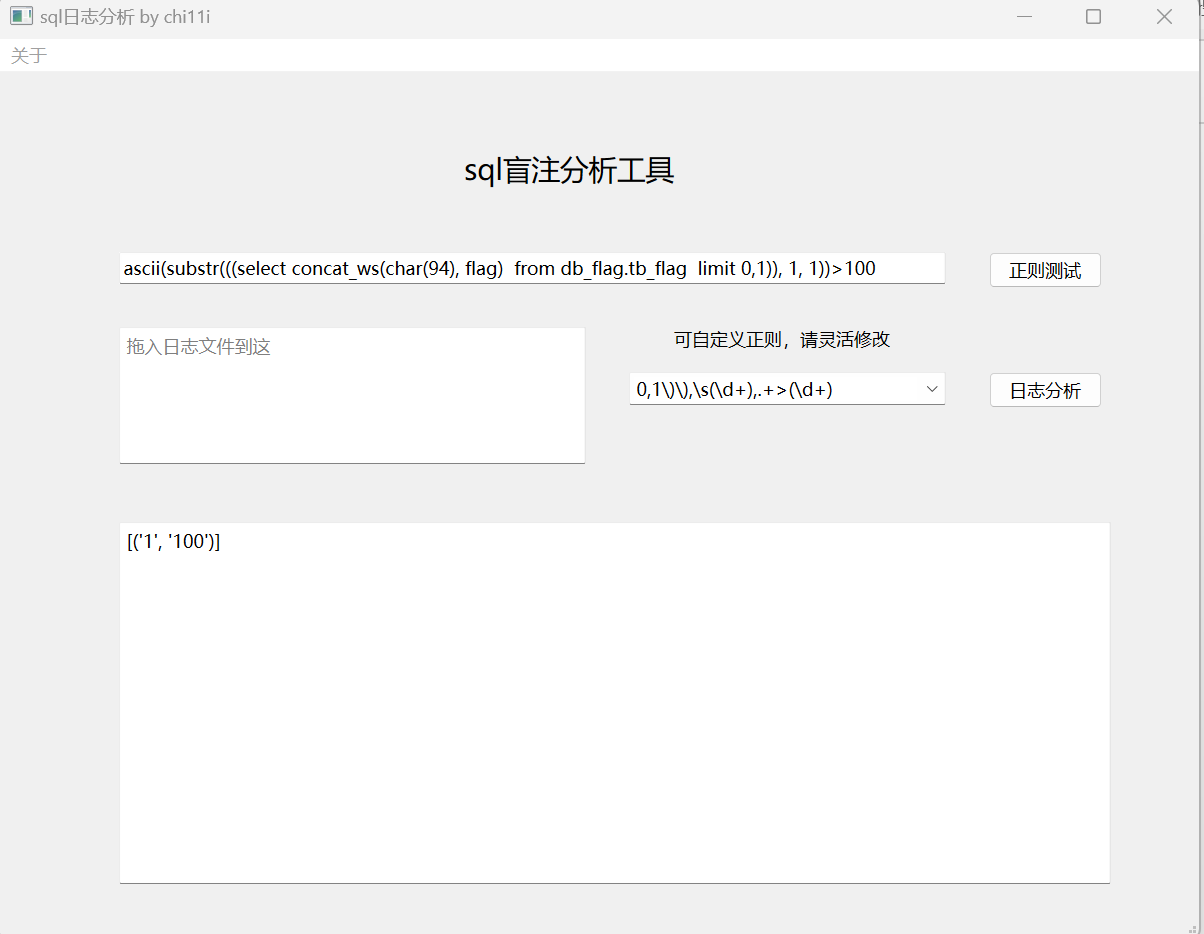 sql日志分析 by chi11i
关于
sql盲注分析工具
ascii(substr(((select concat_ws(char(94), flag)  from db_flag.tb_flag  limit 0,1)), 1, 1))>100
正则测试
拖入日志文件到这
可自定义正则，请灵活修改
0,1\)\),\s(\d+),.+>(\d+)
日志分析
[('1', '100')]